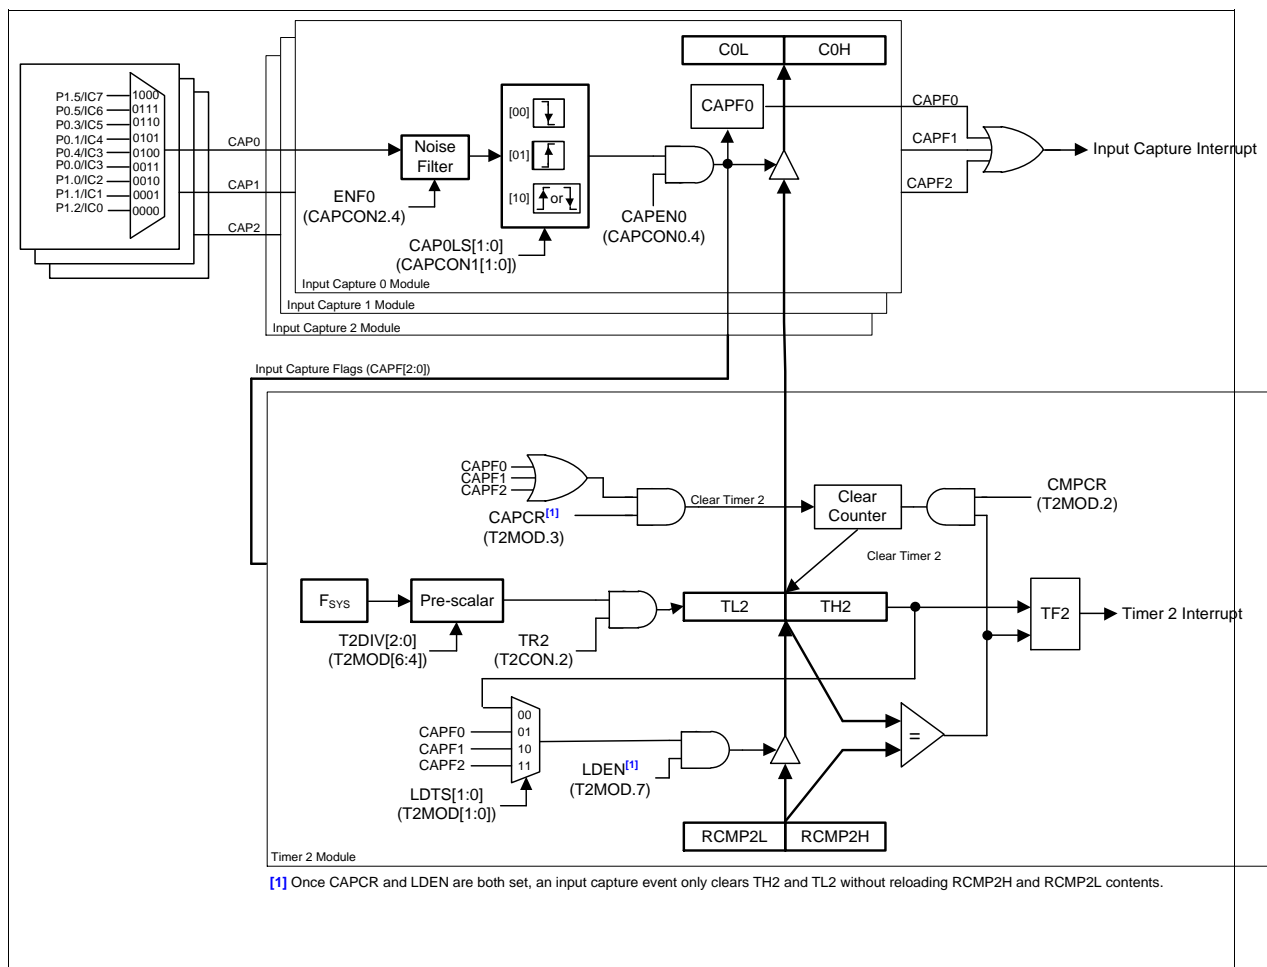 C0L C0H
P1.5/IC7 1000
P0.5/IC6 0111
P0.3/IC5 0110
P0.1/IC4 0101
P0.4/IC3 0100
P0.0/IC3 0011
P1.0/IC2 0010
P1.1/IC1 0001
P1.2/IC0 0000
CAP0
CAP1
CAP2
Noise
Filter
ENF0
(CAPCON2.4)
[00]
[01]
[10] or
CAP0LS[1:0]
(CAPCON1[1:0])
CAPEN0
(CAPCON0.4)
CAPF0
CAPF0
CAPF1
CAPF2
Input Capture Interrupt
Input Capture 0 Module
Input Capture 1 Module
Input Capture 2 Module
Input Capture Flags (CAPF[2:0])
CAPF0
CAPF1
CAPF2
CAPCR[1]
(T2MOD.3)
Clear Timer 2
Clear
Counter
CMPCR
(T2MOD.2)
Clear Timer 2
FSYS
Pre-scalar
T2DIV[2:0]
(T2MOD[6:4])
TR2
(T2CON.2)
TL2 TH2
TF2
Timer 2 Interrupt
00
CAPF0 01
CAPF1 10
CAPF2 11
LDTS[1:0]
(T2MOD[1:0])
LDEN[1]
(T2MOD.7)
=
RCMP2L RCMP2H
Timer 2 Module
[1] Once CAPCR and LDEN are both set, an input capture event only clears TH2 and TL2 without reloading RCMP2H and RCMP2L contents.